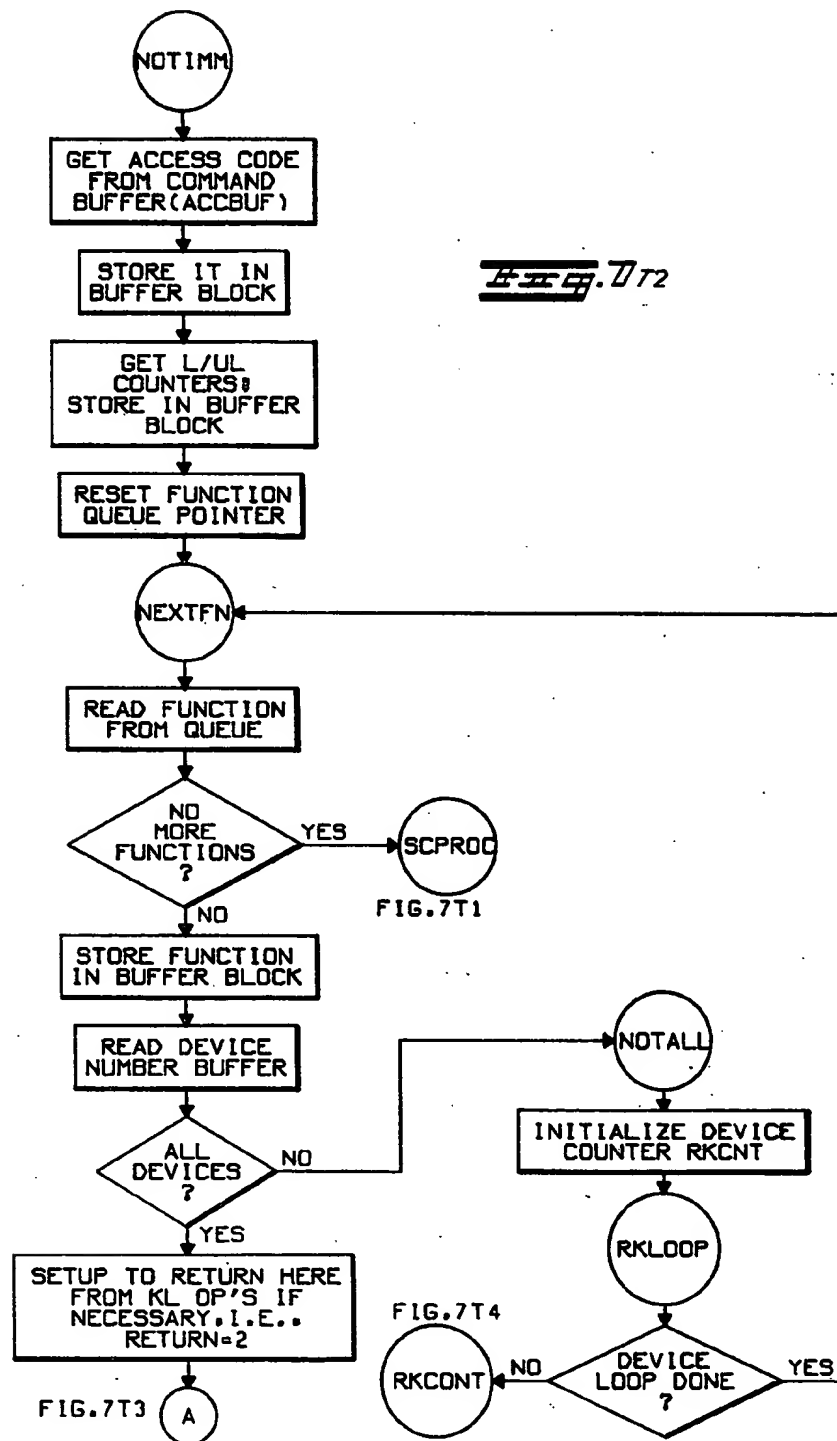 NOTIMM
GET ACCESS CODE
FROM COMMAND
BUFFER(ACCBUF)
STORE IT IN
BUFFER BLOCK
Fig. 7T2
GET L/UL
COUNTERS;
STORE IN BUFFER
BLOCK
RESET FUNCTION
QUEUE POINTER
NEXTFN
READ FUNCTION
FROM QUEUE
NO
MORE
FUNCTIONS
?
YES
SCPROC
FIG.7T1
NO
STORE FUNCTION
IN BUFFER BLOCK
READ DEVICE
NUMBER BUFFER
ALL
DEVICES
?
NO
NOTALL
INITIALIZE DEVICE
COUNTER RKCNT
RKLOOP
YES
SETUP TO RETURN HERE
FROM KL OP'S IF
NECESSARY.I.E..
RETURN=2
FIG.7T3
A
DEVICE
LOOP DONE
?
NO
FIG.7T4
RKCONT
YES